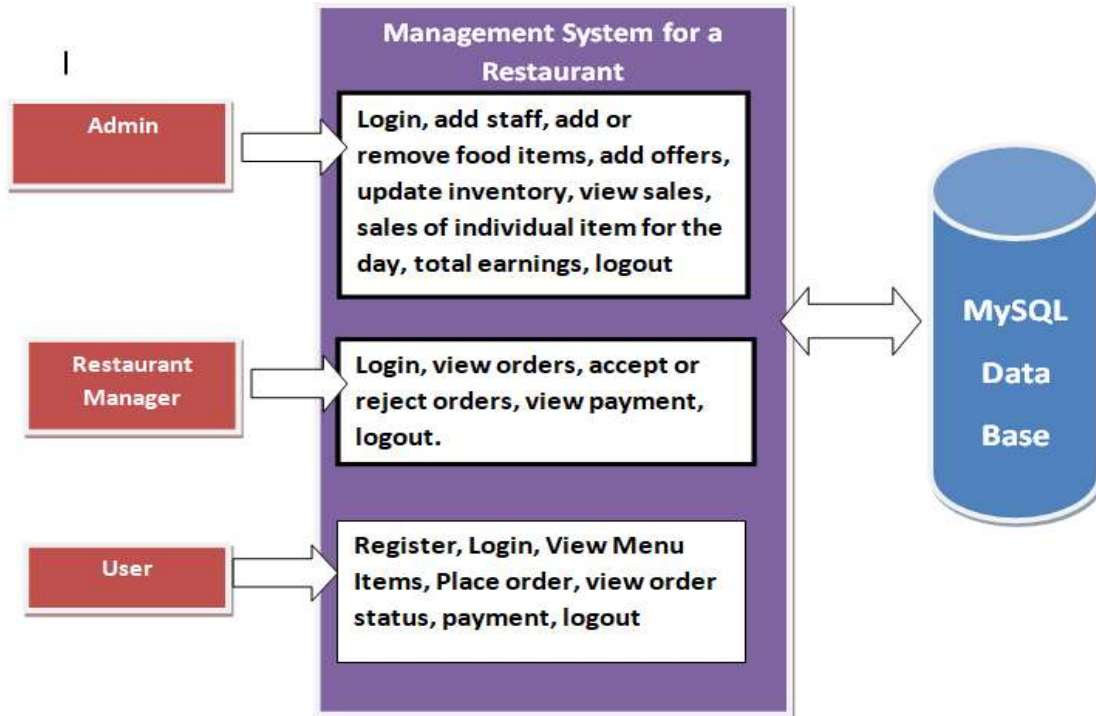 Management System for a
Restaurant
Admin
Login, add staff, add or
remove food items, add offers,
update inventory, view sales,
sales of individual item for the
day, total earnings, logout
Restaurant
Manager
Login, view orders, accept or
reject orders, view payment,
logout.
User
Register, Login, View Menu
Items, Place order, view order
status, payment, logout
MySQL
Data
Base